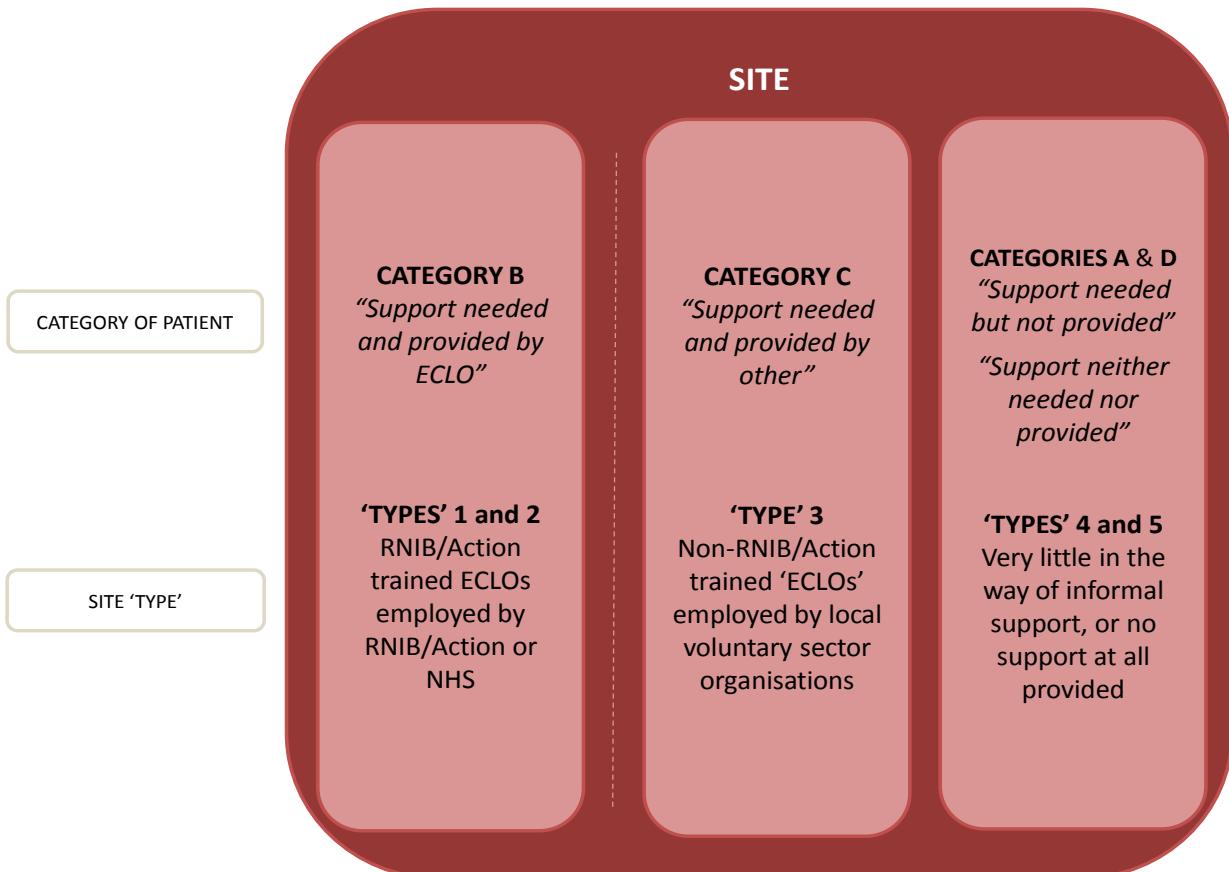 SITE
CATEGORY OF PATIENT
CATEGORY B
“Support needed
and provided by
ECLO”
CATEGORY C
“Support needed
and provided by
other”
CATEGORIES A & D
“Support needed
but not provided”
“Support neither
needed nor
provided”
SITE ‘TYPE’
‘TYPES’ 1 and 2
RNIB/Action
trained ECLOs
employed by
RNIB/Action or
NHS
‘TYPE’ 3
Non-RNIB/Action
trained ‘ECLOs’
employed by local
voluntary sector
organisations
‘TYPES’ 4 and 5
Very little in the
way of informal
support, or no
support at all
provided